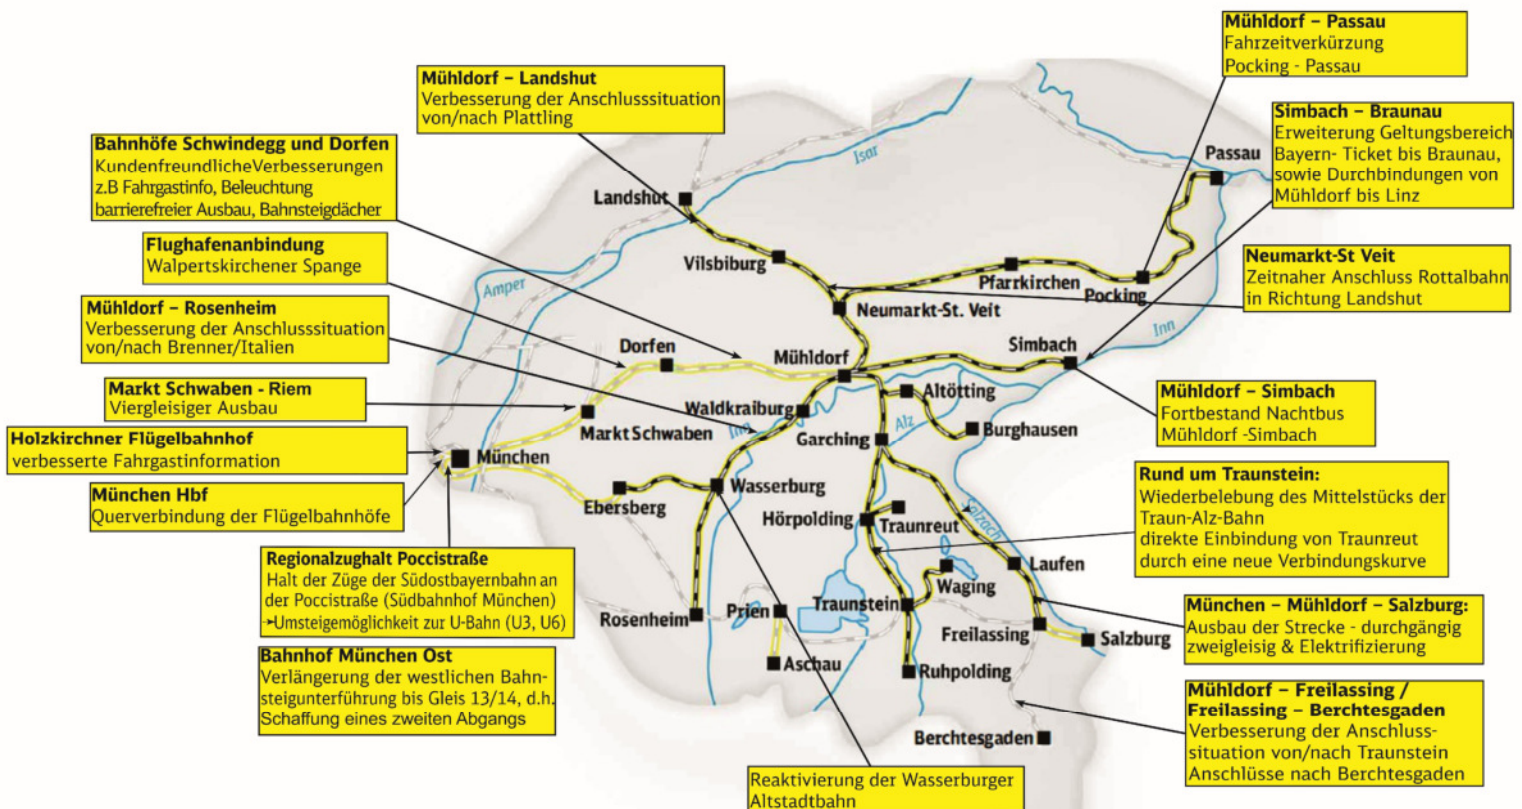 Mühldorf – Passau
Fahrzeitverkürzung
Pocking - Passau
Mühldorf – Landshut
Verbesserung der Anschlusssituation
von/nach Plattling
Simbach – Braunau
Erweiterung Geltungsbereich
Bayern- Ticket bis Braunau,
sowie Durchbindungen von
Mühldorf bis Linz
Bahnhöfe Schwindegg und Dorfen
KundenfreundlicheVerbesserungen
z.B Fahrgastinfo, Beleuchtung
barrierefreier Ausbau, Bahnsteigdächer
Flughafenanbindung
Walpertskirchener Spange
Neumarkt-St Veit
Zeitnaher Anschluss Rottalbahn
in Richtung Landshut
Mühldorf – Rosenheim
Verbesserung der Anschlusssituation
von/nach Brenner/Italien
Markt Schwaben - Riem
Viergleisiger Ausbau
Mühldorf – Simbach
Fortbestand Nachtbus
Mühldorf -Simbach
Holzkirchner Flügelbahnhof
verbesserte Fahrgastinformation
München Hbf
Querverbindung der Flügelbahnhöfe
Rund um Traunstein:
Wiederbelebung des Mittelstücks der
Traun-Alz-Bahn
direkte Einbindung von Traunreut
durch eine neue Verbindungskurve
Regionalzughalt Poccistraße
Halt der Züge der Südostbayernbahn an
der Poccistraße (Südbahnhof München)
→Umsteigemöglichkeit zur U-Bahn (U3, U6)
München – Mühldorf – Salzburg:
Ausbau der Strecke - durchgängig
zweigleisig & Elektrifizierung
Bahnhof München Ost
Verlängerung der westlichen Bahn-
steigunterführung bis Gleis 13/14, d.h.
Schaffung eines zweiten Abgangs
Mühldorf – Freilassing /
Freilassing – Berchtesgaden
Verbesserung der Anschluss-
situation von/nach Traunstein
Anschlüsse nach Berchtesgaden
Reaktivierung der Wasserburger
Altstadtbahn
Isar
Passau
Landshut
Vilsbiburg
Pfarrkirchen
Pocking
Amper
Neumarkt-St. Veit
Inn
Dorfen
Mühldorf
Simbach
Altötting
Waldkraiburg
Markt Schwaben
Inn
Alz
Garching
Burghausen
München
Ebersberg
Wasserburg
Hörpolding
Traunreut
Salzach
Laufen
Waging
Rosenheim
Prien
Traunstein
Freilassing
Salzburg
Aschau
Ruhpolding
Berchtesgaden